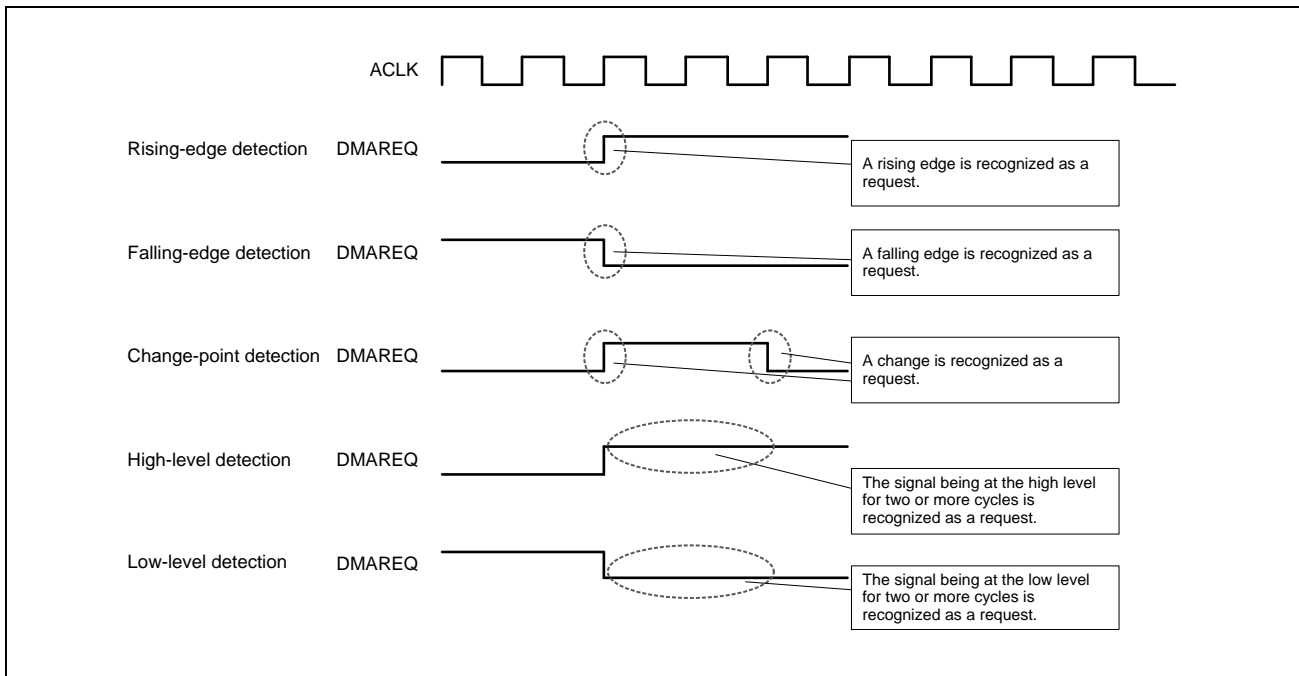 ACLK
Rising-edge detection DMAREQ
A rising edge is recognized as a
request.
Falling-edge detection DMAREQ
A falling edge is recognized as a
request.
Change-point detection DMAREQ
A change is recognized as a
request.
High-level detection DMAREQ
The signal being at the high level
for two or more cycles is
recognized as a request.
Low-level detection DMAREQ
The signal being at the low level
for two or more cycles is
recognized as a request.